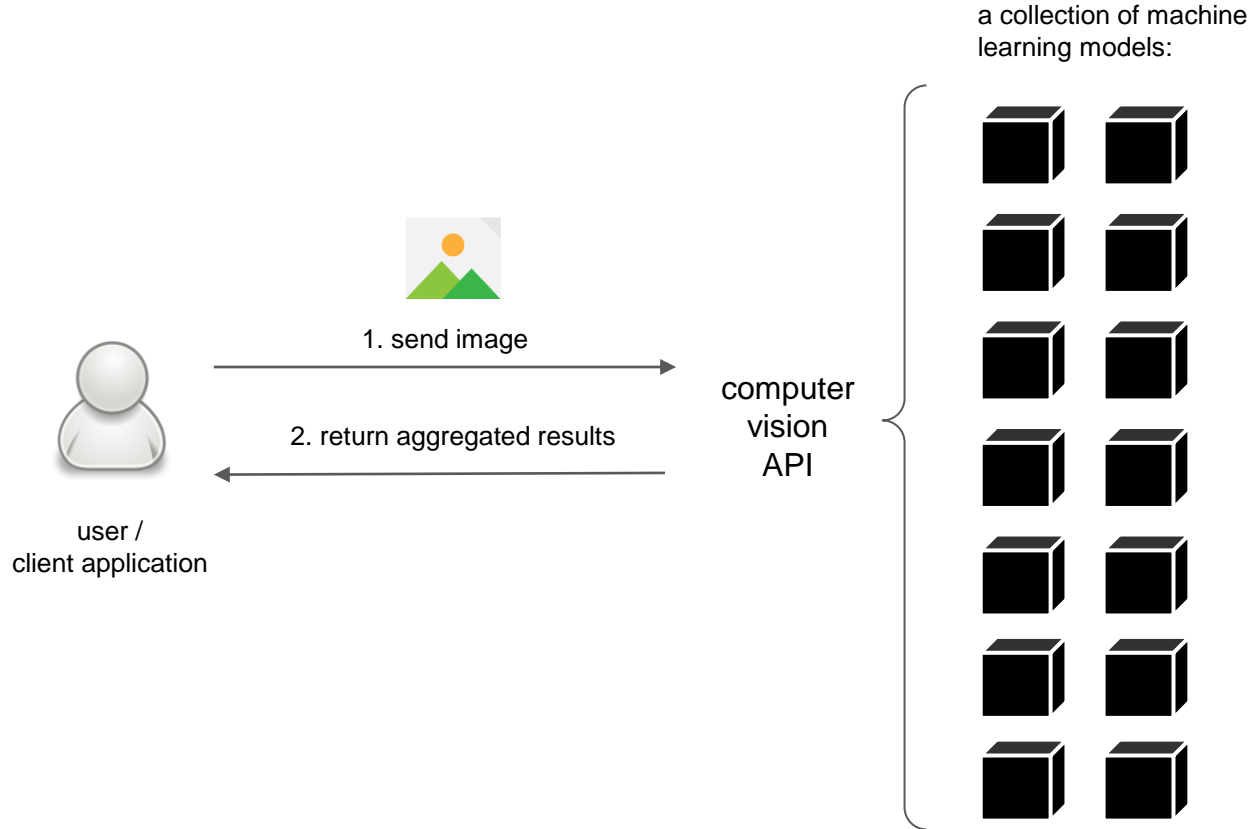 a collection of machine
learning models:
1. send image
2. return aggregated results
computer
vision
API
user /
client application